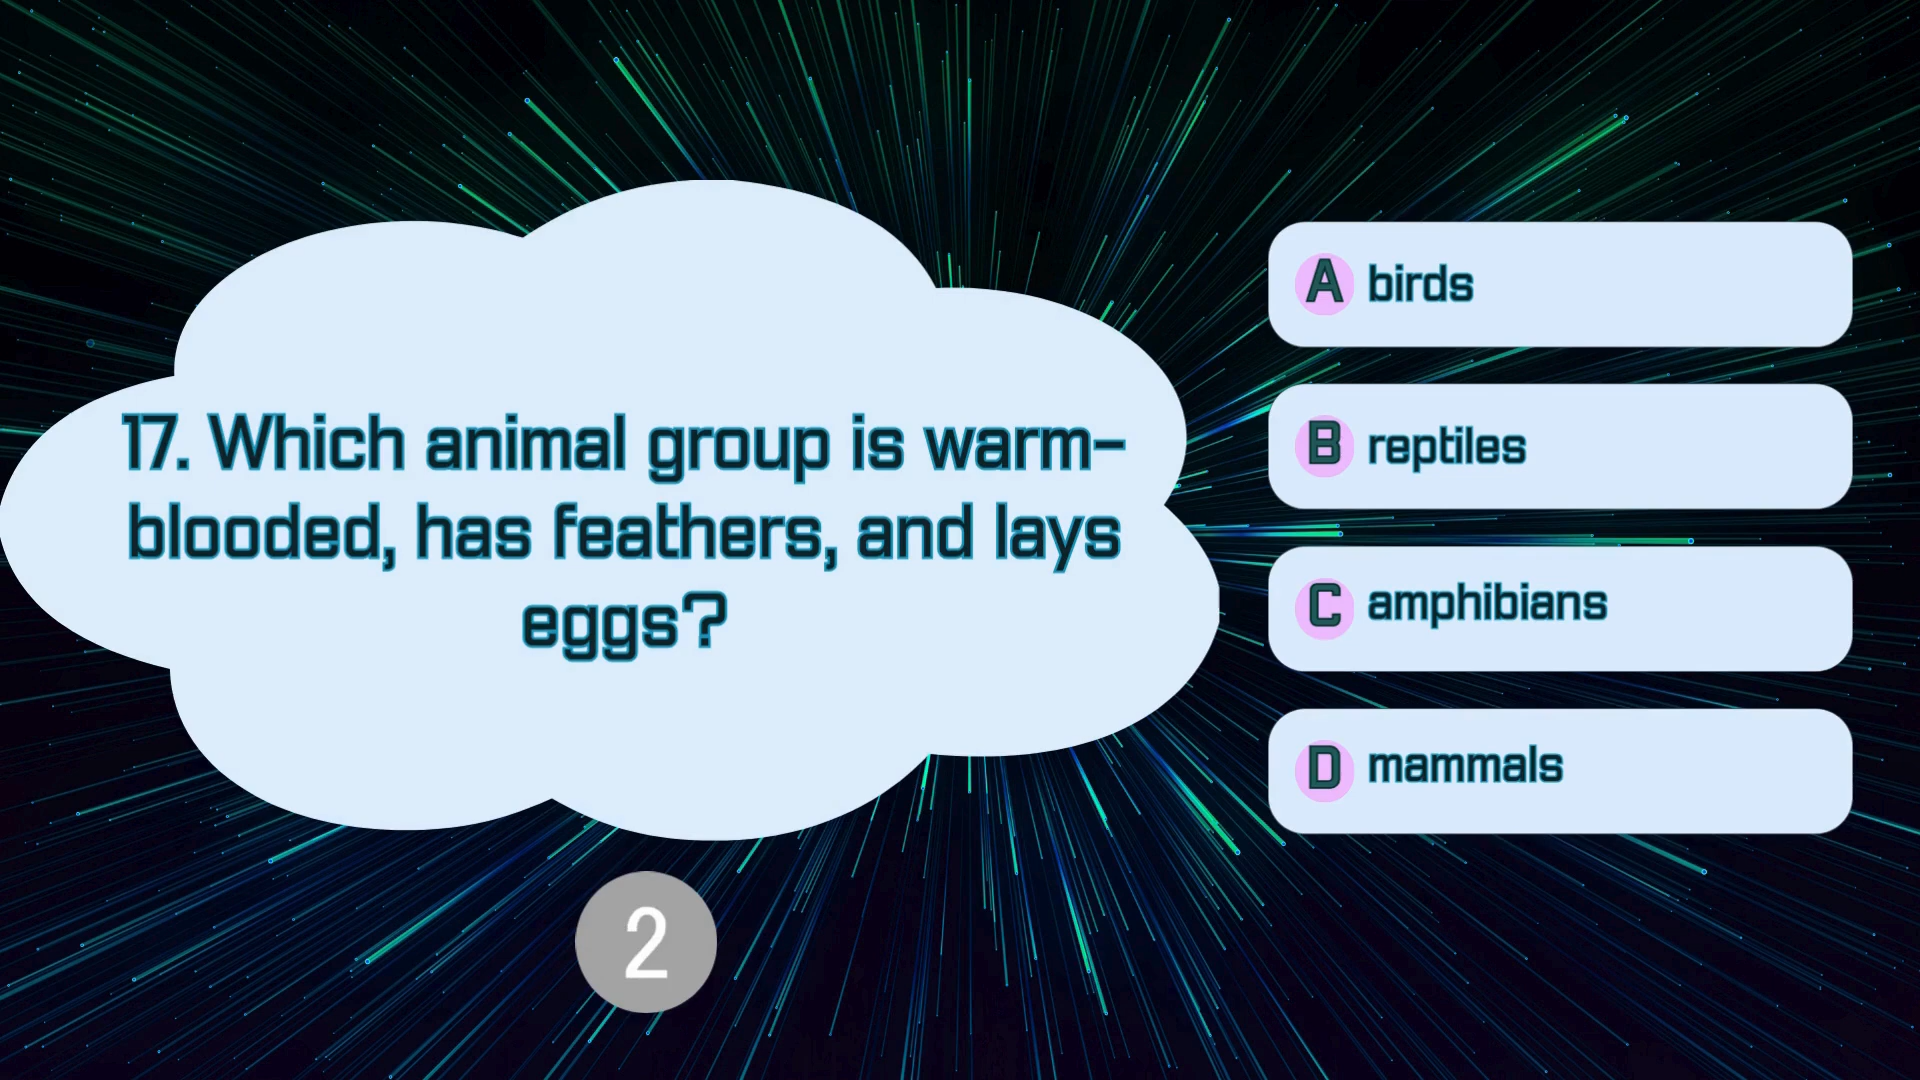 17. Which animal group is warm-
blooded, has feathers, and lays
eggs?
A birds
B reptiles
C amphibians
D mammals
2